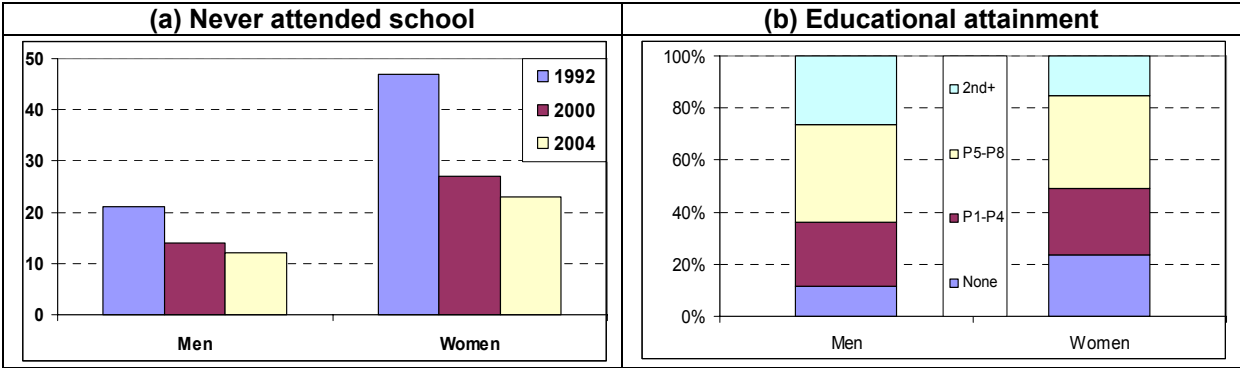 (a) Never attended school
50
40
30
20
10
0
1992
2000
2004
Men Women
(b) Educational attainment
100%
80%
60%
40%
20%
0%
2nd+
P5-P8
P1-P4
None
Men Women